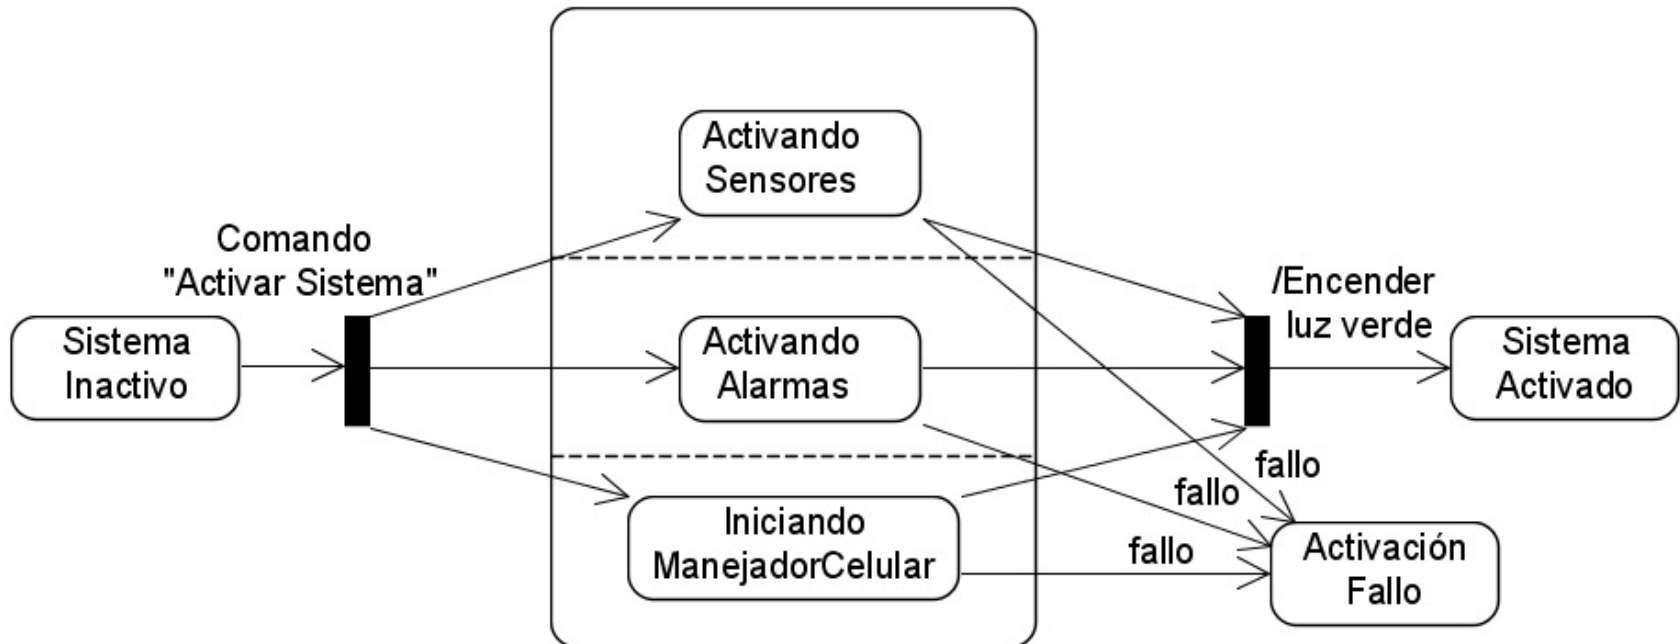 Activando
Sensores
Comando
"Activar Sistema"
/Encender
luz verde
Sistema
Inactivo
Activando
Alarmas
Sistema
Activado
fallo
fallo
fallo
Iniciando
ManejadorCelular
Activación
Fallo